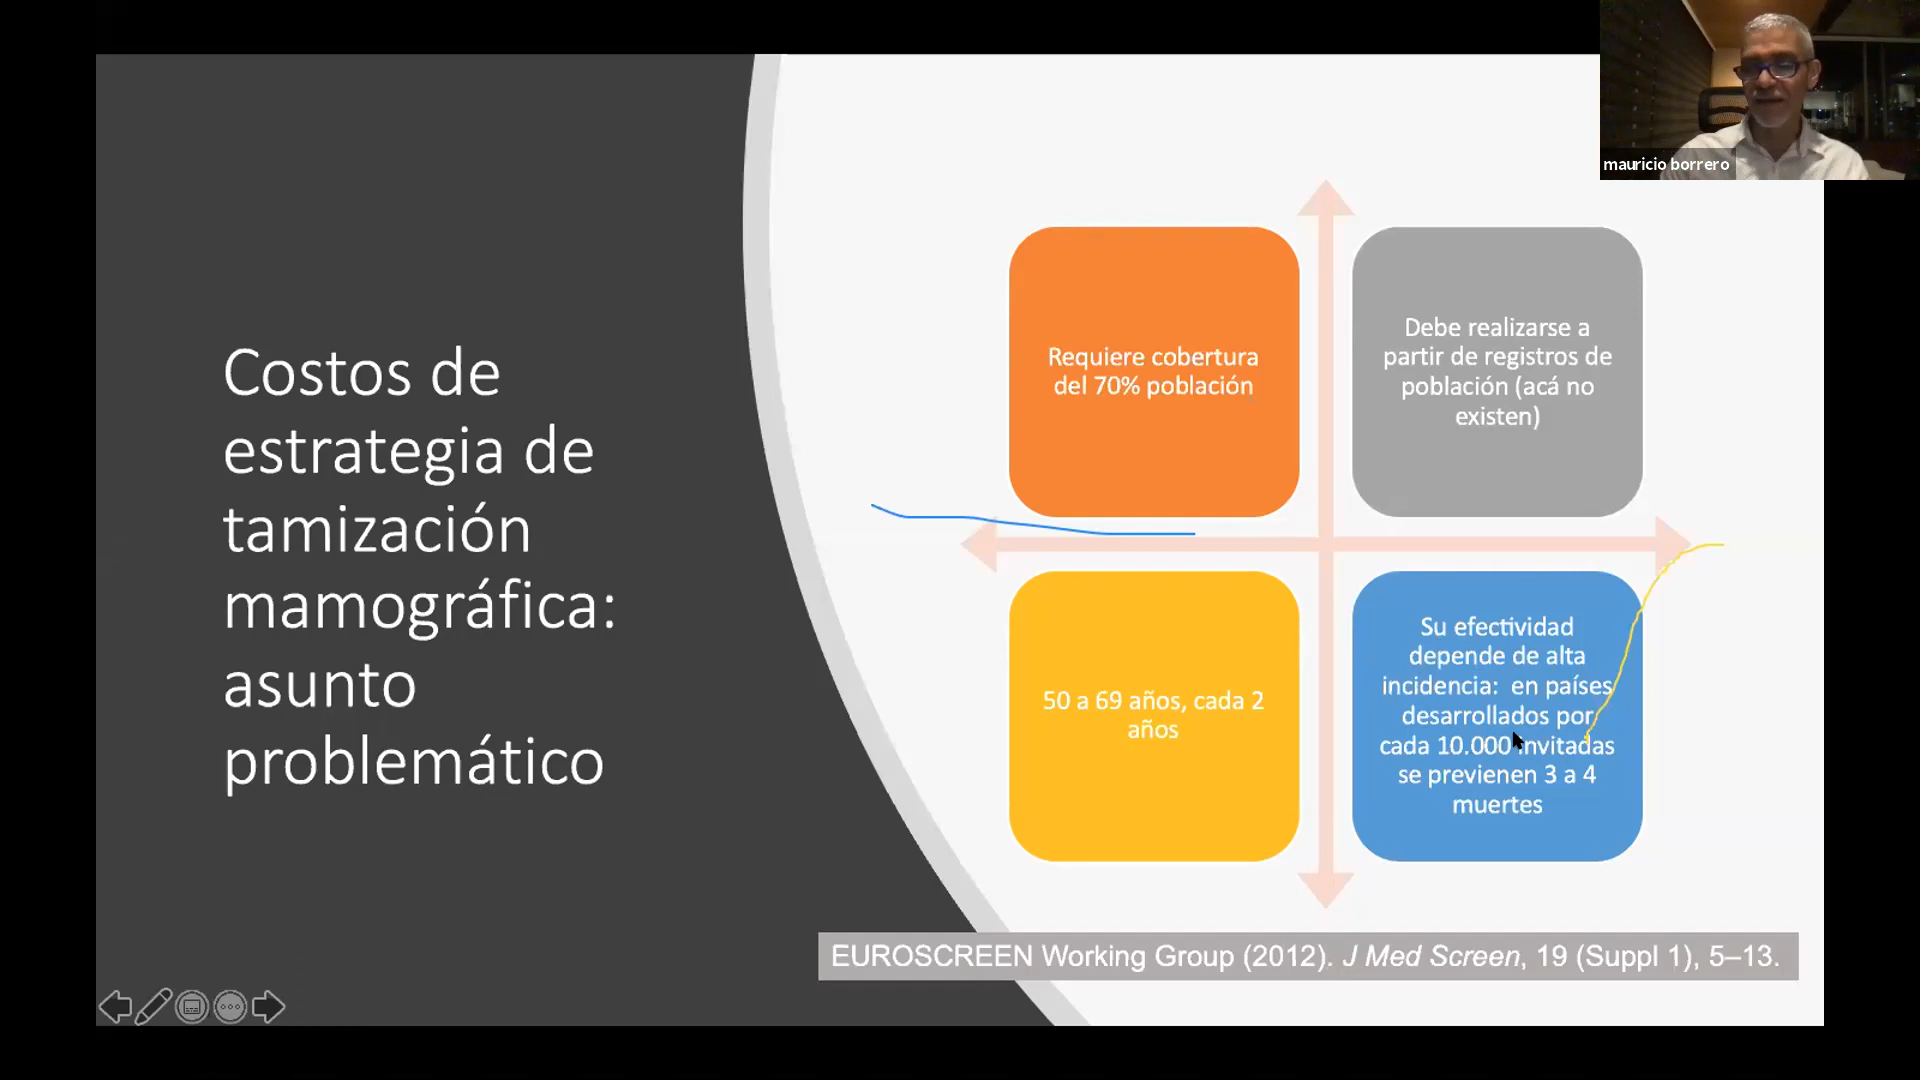 mauricio borrero
Costos de
estrategia de
tamización
mamográfica:
asunto
problemático
Requiere cobertura
del 70% población
Debe realizarse a
partir de registros de
población (acá no
existen)
50 a 69 años, cada 2
años
Su efectividad
depende de alta
incidencia:  en países
desarrollados por
cada 10.000 invitadas
se previenen 3 a 4
muertes
EUROSCREEN Working Group (2012). J Med Screen, 19 (Suppl 1), 5–13.